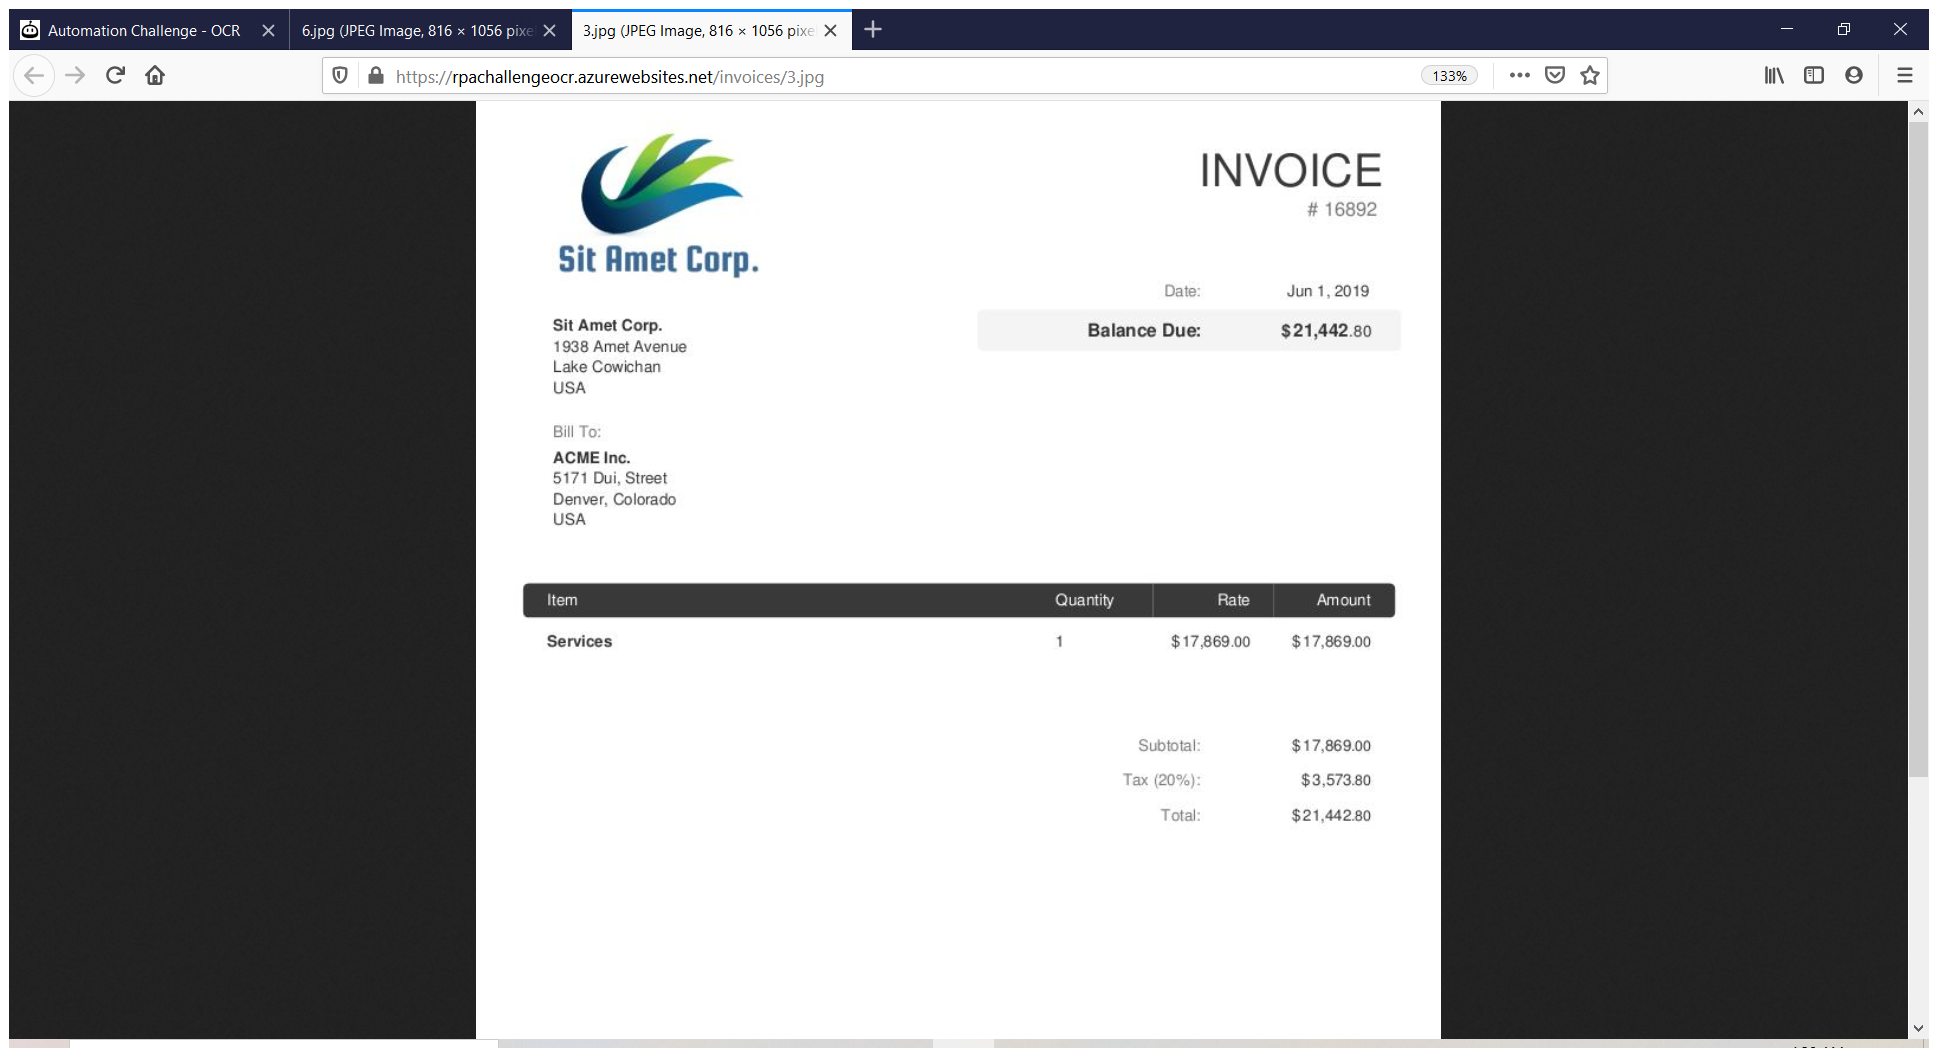 Automation Challenge - OCR
6.jpg (JPEG Image, 816 × 1056 pixe
3.jpg (JPEG Image, 816 × 1056 pixe
https://rpachallengeocr.azurewebsites.net/invoices/3.jpg
133%
Sit Amet Corp.
INVOICE
# 16892
Date: Jun 1, 2019
Balance Due: $21,442.80
Sit Amet Corp.
1938 Amet Avenue
Lake Cowichan
USA
Bill To:
ACME Inc.
5171 Dui, Street
Denver, Colorado
USA
Item Quantity Rate Amount
Services 1 $17,869.00 $17,869.00
Subtotal: $17,869.00
Tax (20%): $3,573.80
Total: $21,442.80